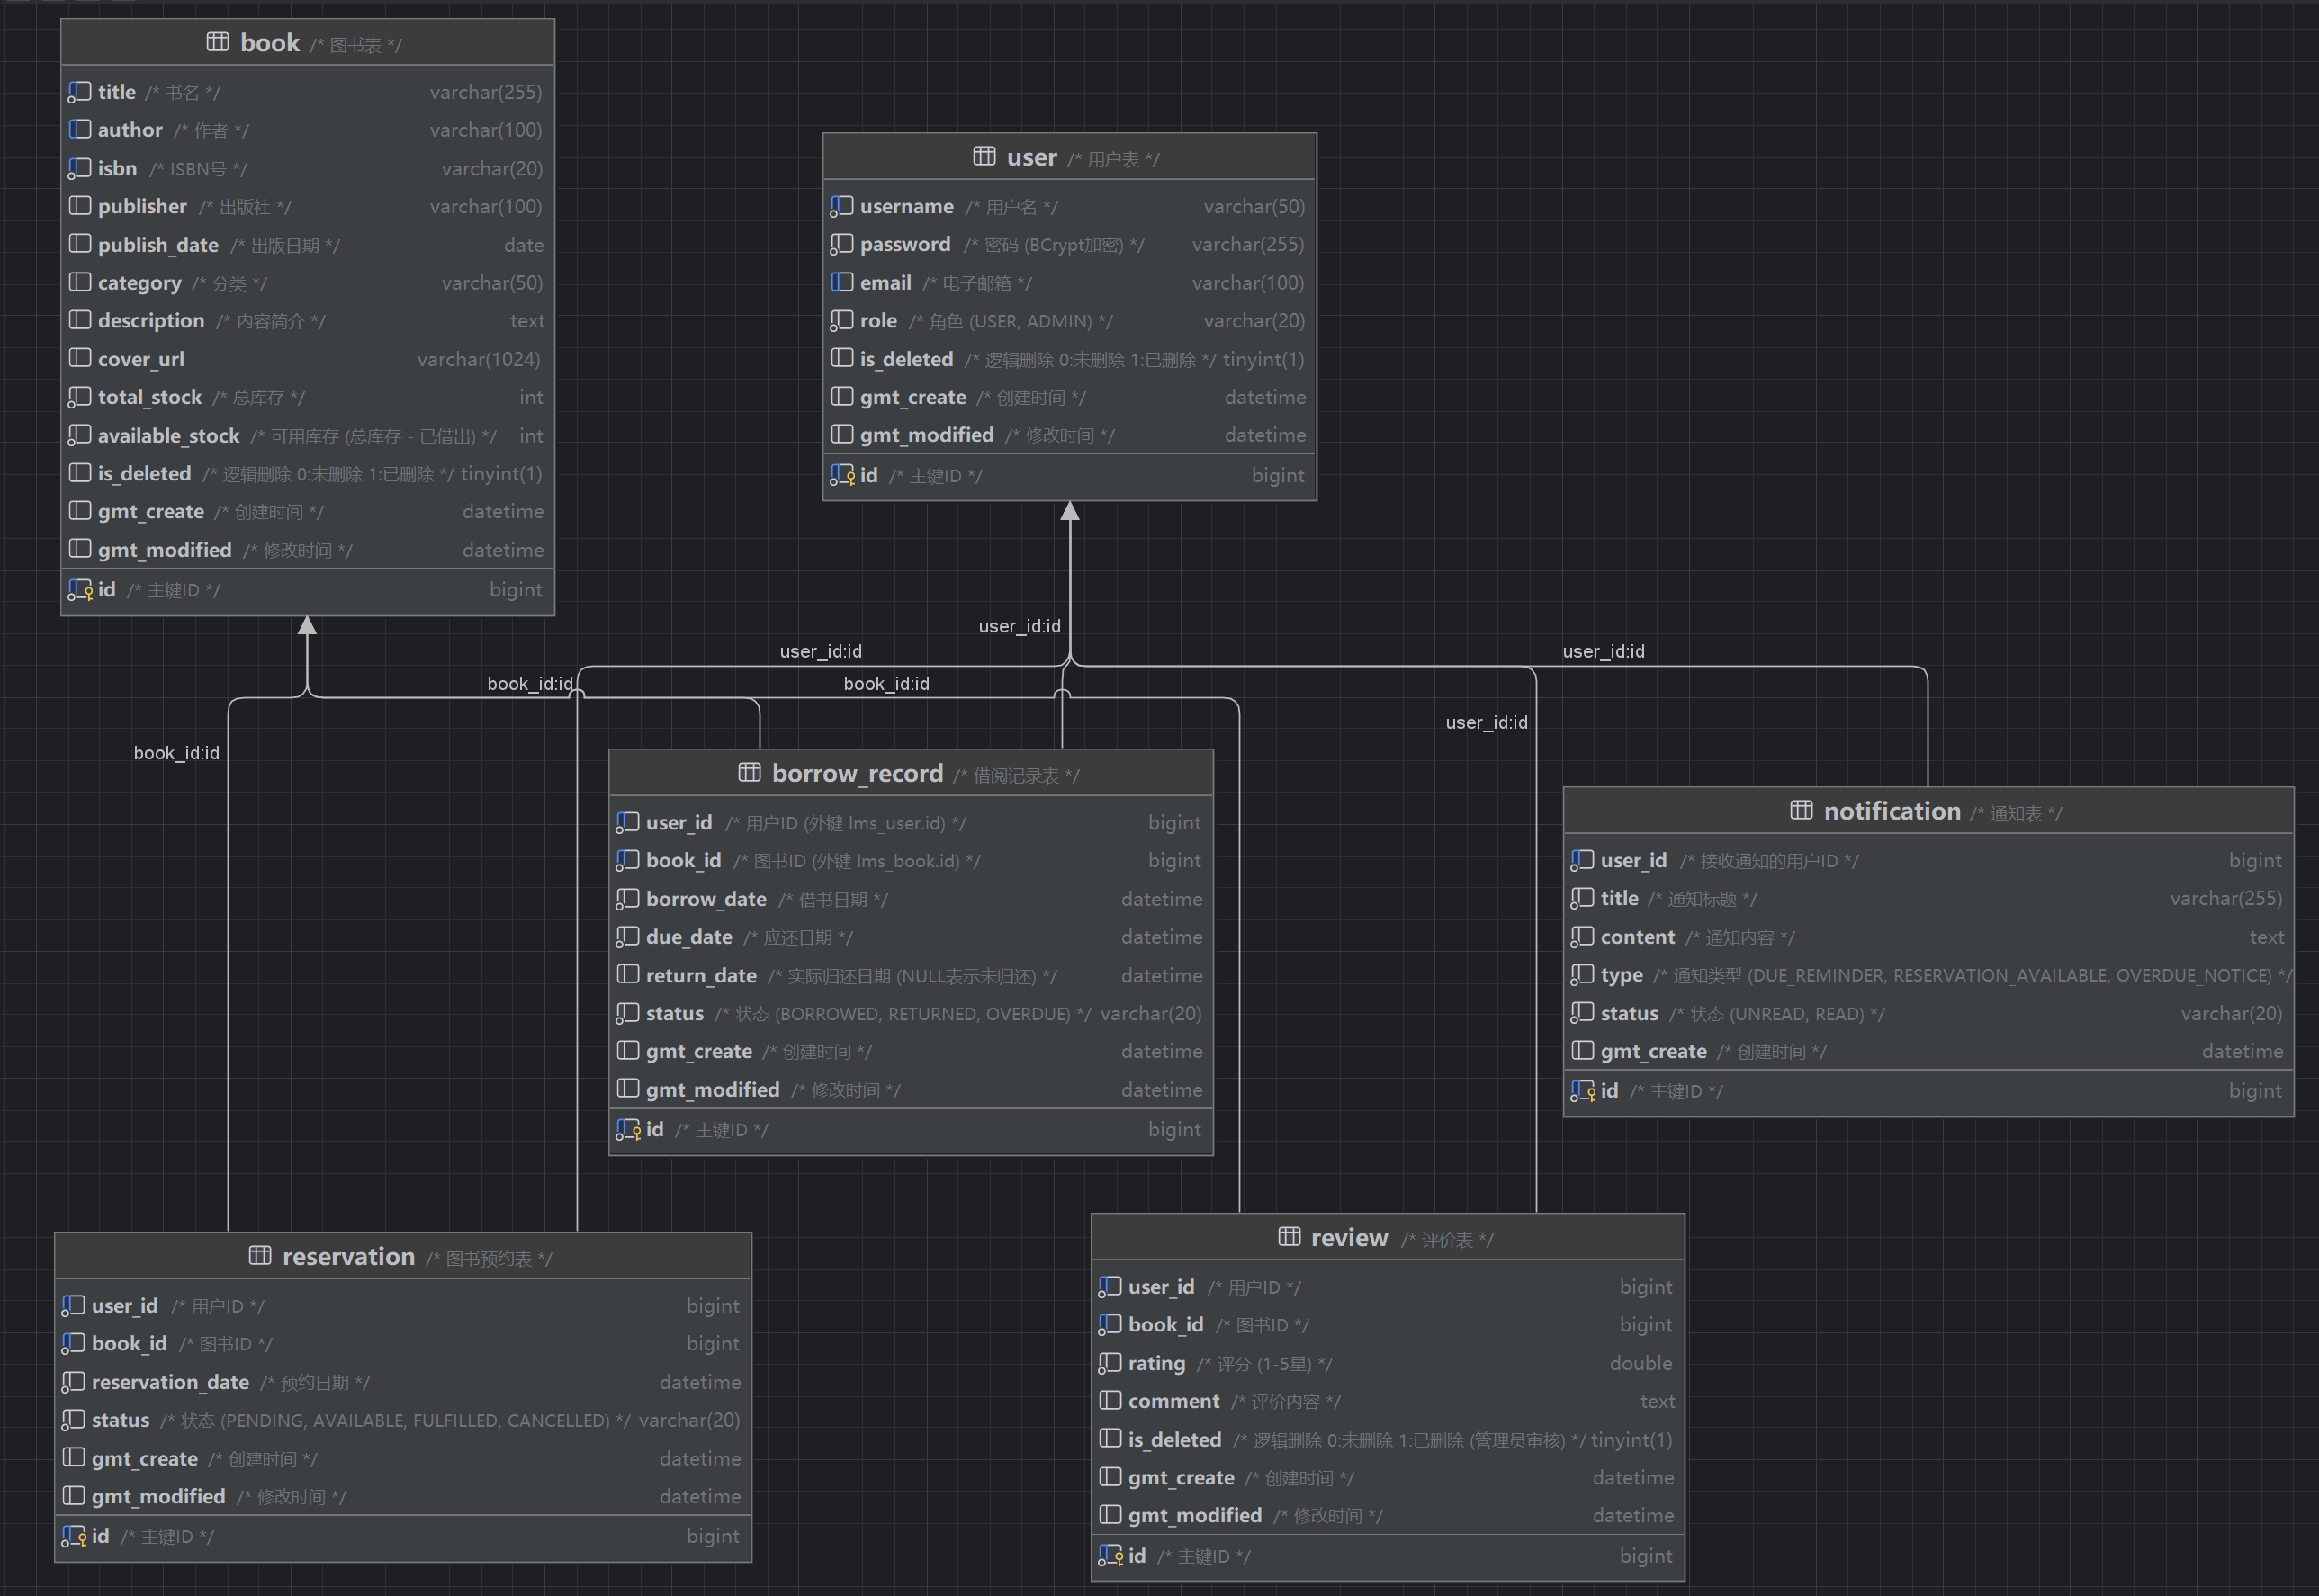 book /* 图书表 */
title /* 书名 */ varchar(255)
author /* 作者 */ varchar(100)
isbn /* ISBN号 */ varchar(20)
publisher /* 出版社 */ varchar(100)
publish_date /* 出版日期 */ date
category /* 分类 */ varchar(50)
description /* 内容简介 */ text
cover_url varchar(1024)
total_stock /* 总库存 */ int
available_stock /* 可用库存 (总库存 - 已借出) */ int
is_deleted /* 逻辑删除 0:未删除 1:已删除 */ tinyint(1)
gmt_create /* 创建时间 */ datetime
gmt_modified /* 修改时间 */ datetime
id /* 主键ID */ bigint
user /* 用户表 */
username /* 用户名 */ varchar(50)
password /* 密码 (BCrypt加密) */ varchar(255)
email /* 电子邮箱 */ varchar(100)
role /* 角色 (USER, ADMIN) */ varchar(20)
is_deleted /* 逻辑删除 0:未删除 1:已删除 */ tinyint(1)
gmt_create /* 创建时间 */ datetime
gmt_modified /* 修改时间 */ datetime
id /* 主键ID */ bigint
user_id:id
user_id:id
user_id:id
book_id:id
book_id:id
user_id:id
book_id:id
borrow_record /* 借阅记录表 */
user_id /* 用户ID (外键 lms_user.id) */ bigint
book_id /* 图书ID (外键 lms_book.id) */ bigint
borrow_date /* 借书日期 */ datetime
due_date /* 应还日期 */ datetime
return_date /* 实际归还日期 (NULL表示未归还) */ datetime
status /* 状态 (BORROWED, RETURNED, OVERDUE) */ varchar(20)
gmt_create /* 创建时间 */ datetime
gmt_modified /* 修改时间 */ datetime
id /* 主键ID */ bigint
notification /* 通知表 */
user_id /* 接收通知的用户ID */ bigint
title /* 通知标题 */ varchar(255)
content /* 通知内容 */ text
type /* 通知类型 (DUE_REMINDER, RESERVATION_AVAILABLE, OVERDUE_NOTICE) */
status /* 状态 (UNREAD, READ) */ varchar(20)
gmt_create /* 创建时间 */ datetime
id /* 主键ID */ bigint
reservation /* 图书预约表 */
user_id /* 用户ID */ bigint
book_id /* 图书ID */ bigint
reservation_date /* 预约日期 */ datetime
status /* 状态 (PENDING, AVAILABLE, FULFILLED, CANCELLED) */ varchar(20)
gmt_create /* 创建时间 */ datetime
gmt_modified /* 修改时间 */ datetime
id /* 主键ID */ bigint
review /* 评价表 */
user_id /* 用户ID */ bigint
book_id /* 图书ID */ bigint
rating /* 评分 (1-5星) */ double
comment /* 评价内容 */ text
is_deleted /* 逻辑删除 0:未删除 1:已删除 (管理员审核) */ tinyint(1)
gmt_create /* 创建时间 */ datetime
gmt_modified /* 修改时间 */ datetime
id /* 主键ID */ bigint